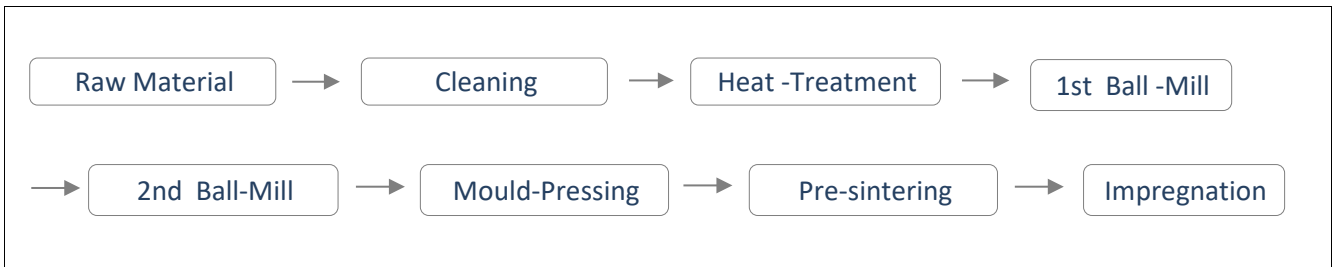 Raw Material Cleaning Heat -Treatment 1st Ball -Mill
2nd Ball-Mill Mould-Pressing Pre-sintering Impregnation